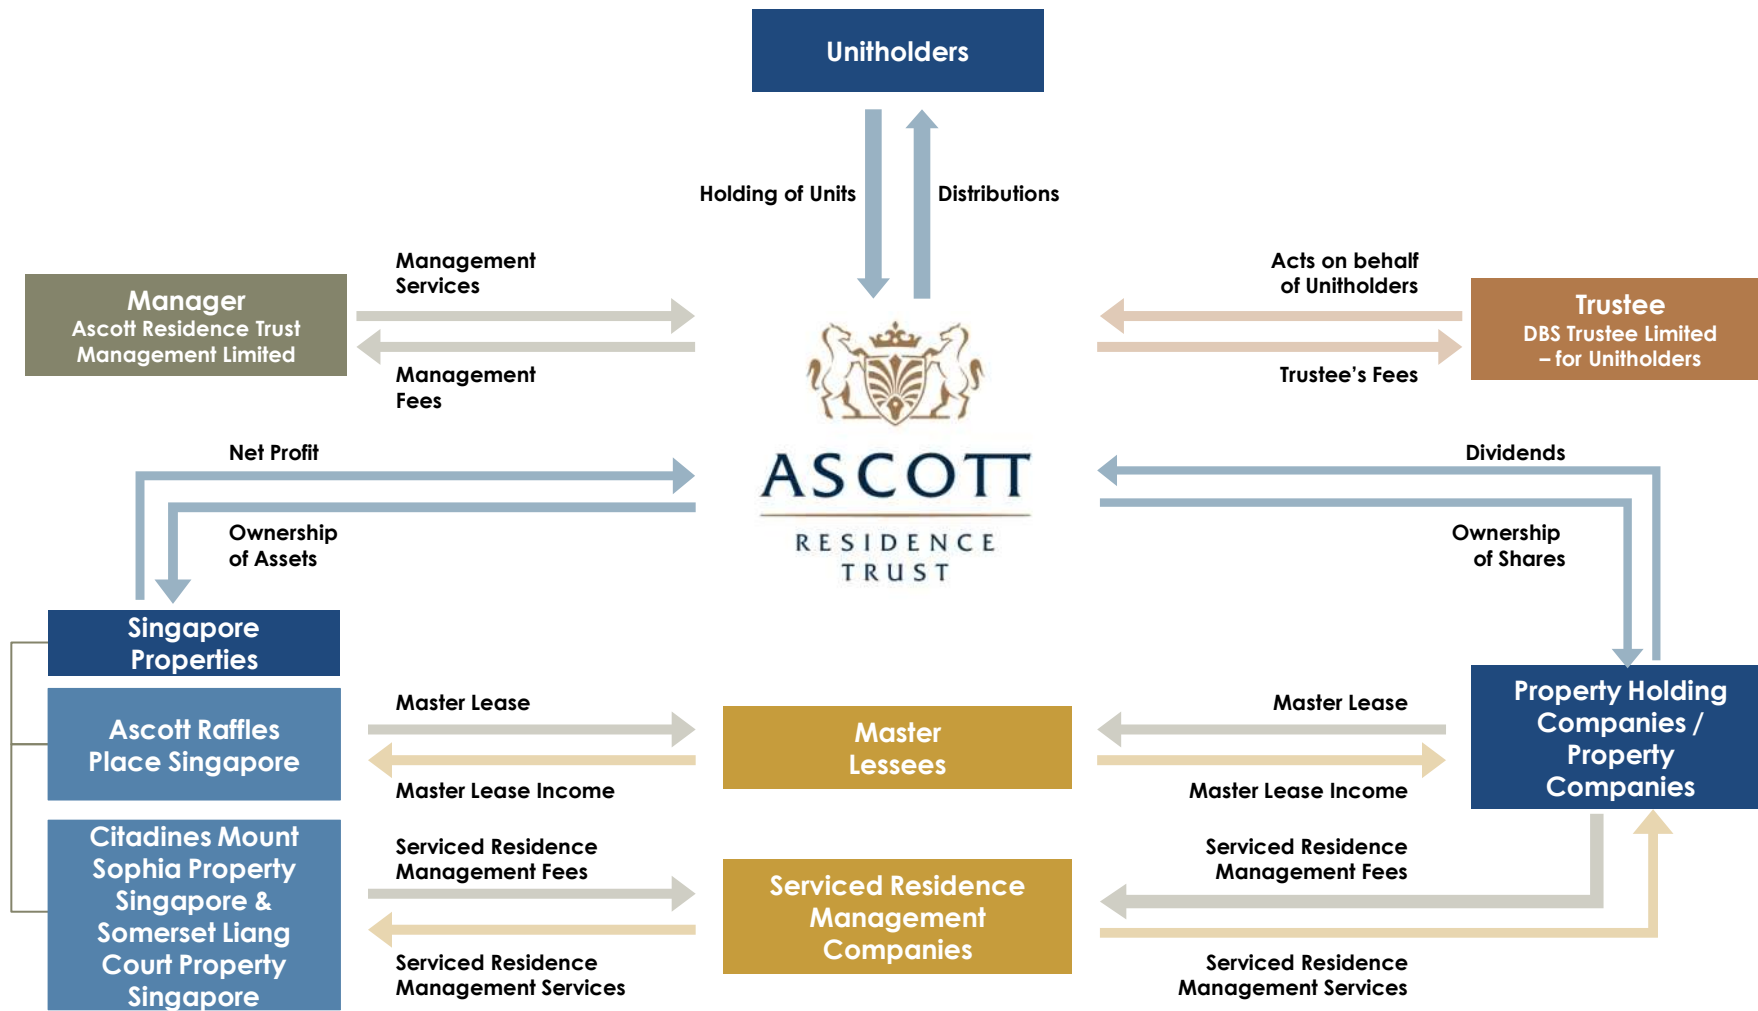 Unitholders
Holding of Units
Distributions
Management
Services
Acts on behalf
of Unitholders
Manager
Ascott Residence Trust
Management Limited
Trustee
DBS Trustee Limited
– for Unitholders
Management
Fees
Trustee’s Fees
Net Profit
Dividends
ASCOTT
RESIDENCE
TRUST
Ownership
of Assets
Ownership
of Shares
Singapore
Properties
Ascott Raffles
Place Singapore
Master Lease
Master Lease Income
Master
Lessees
Master Lease
Master Lease Income
Property Holding
Companies /
Property
Companies
Citadines Mount
Sophia Property
Singapore &
Somerset Liang
Court Property
Singapore
Serviced Residence
Management Fees
Serviced Residence
Management Services
Serviced Residence
Management
Companies
Serviced Residence
Management Fees
Serviced Residence
Management Services